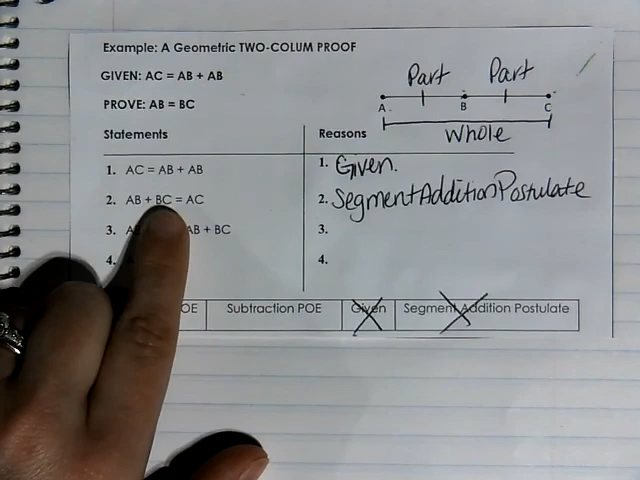 Example: A Geometric TWO-COLUM PROOF
GIVEN: AC = AB + AB
PROVE: AB = BC
Part Part
A B C
Whole
Statements Reasons
1. AC = AB + AB 1. Given.
2. AB + BC = AC 2. Segment Addition Postulate
3. AB + BC 3.
4. 4.
OE Subtraction POE Given Segment Addition Postulate